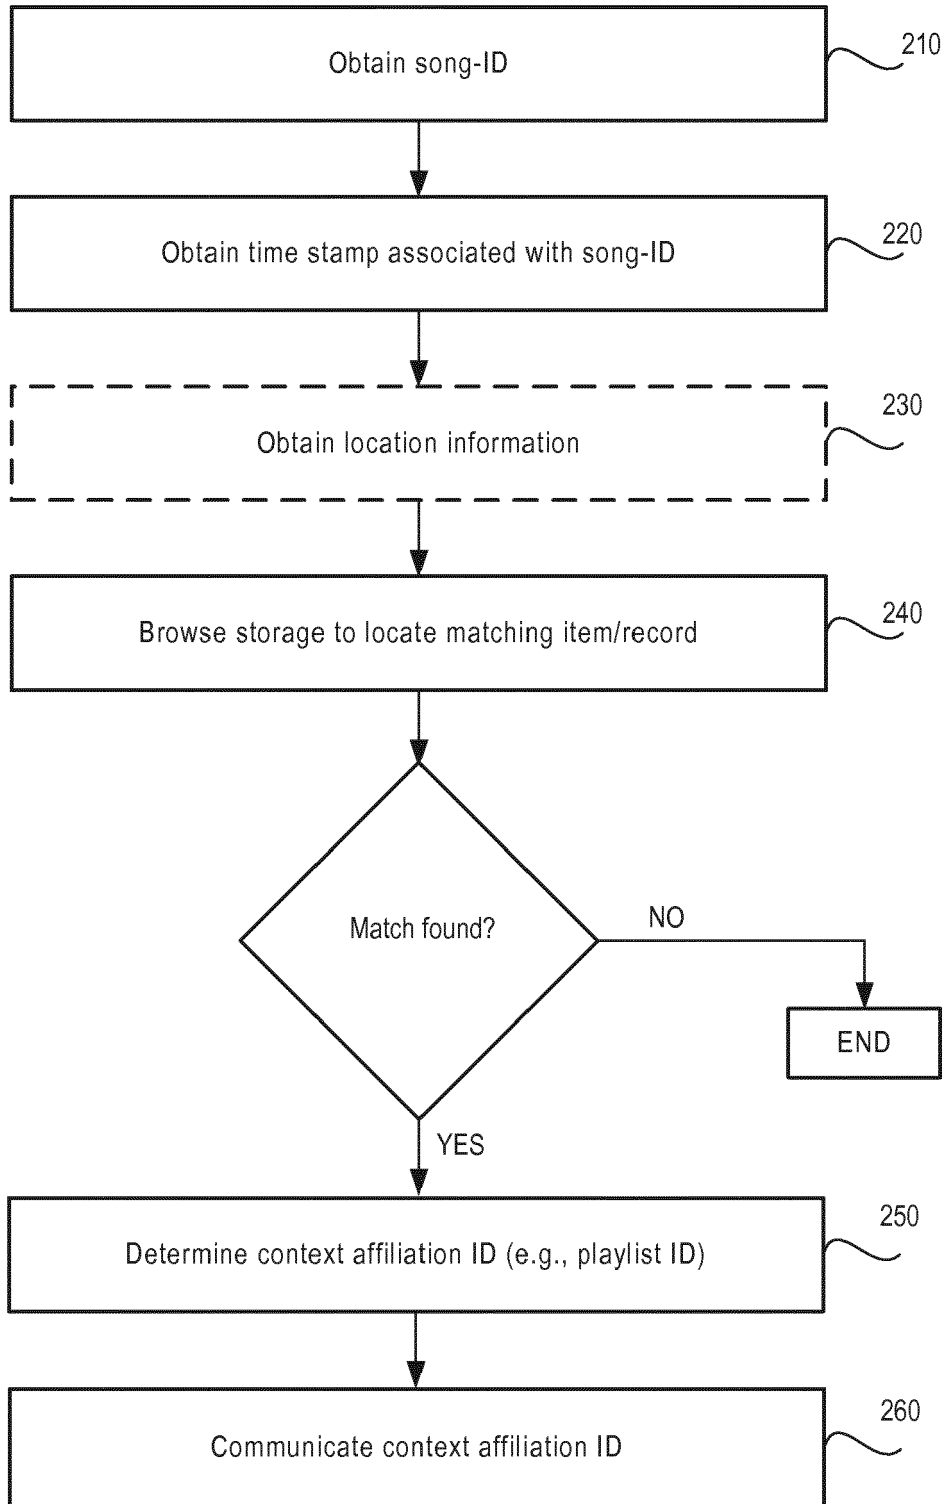 Obtain song-ID
210
Obtain time stamp associated with song-ID
220
Obtain location information
230
Browse storage to locate matching item/record
240
Match found?
NO
END
YES
Determine context affiliation ID (e.g., playlist ID)
250
Communicate context affiliation ID
260